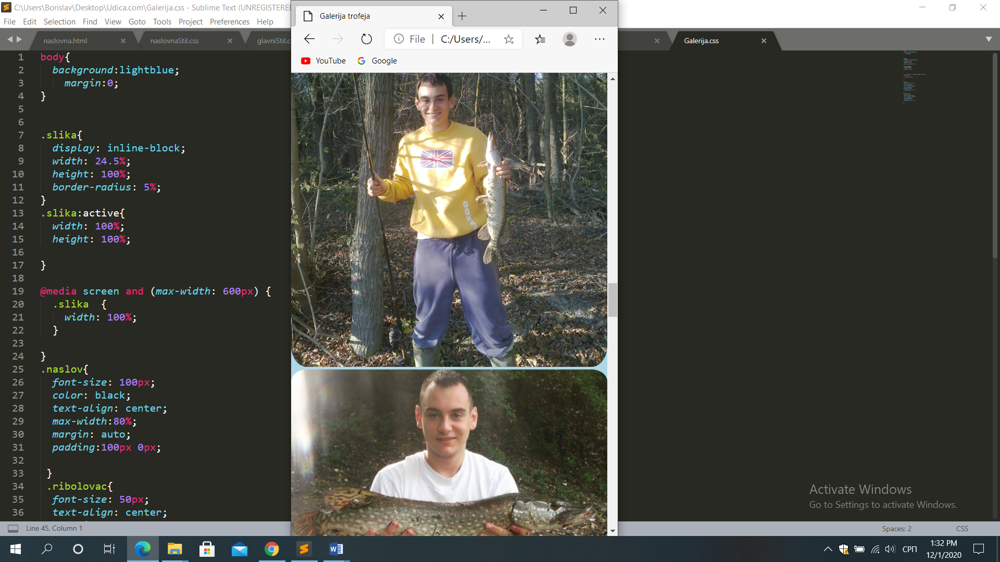 C:\Users\Borislav\Desktop\Udica.com\Galerija.css - Sublime Text (UNREGISTERED
File Edit Selection Find View Goto Tools Project Preferences Help
naslovna.html
naslovnaStil.css
glavniStil.c
Galerija.css
1 body{
2 background:lightblue;
3 margin:0;
4 }
5
6
7 .slika{
8 display: inline-block;
9 width: 24.5%;
10 height: 100%;
11 border-radius: 5%;
12 }
13 .slika:active{
14 width: 100%;
15 height: 100%;
16
17 }
18
19 @media screen and (max-width: 600px) {
20 .slika {
21 width: 100%;
22 }
23
24 }
25 .naslov{
26 font-size: 100px;
27 color: black;
28 text-align: center;
29 max-width:80%;
30 margin: auto;
31 padding:100px 0px;
32
33 }
34 .ribolovac{
35 font-size: 50px;
36 text-align: center;
Line 45, Column 1
Galerija trofeja
File | C:/Users/...
YouTube Google
Activate Windows
Go to Settings to activate Windows.
Spaces: 2
CSS
СРП
1:32 PM
12/1/2020